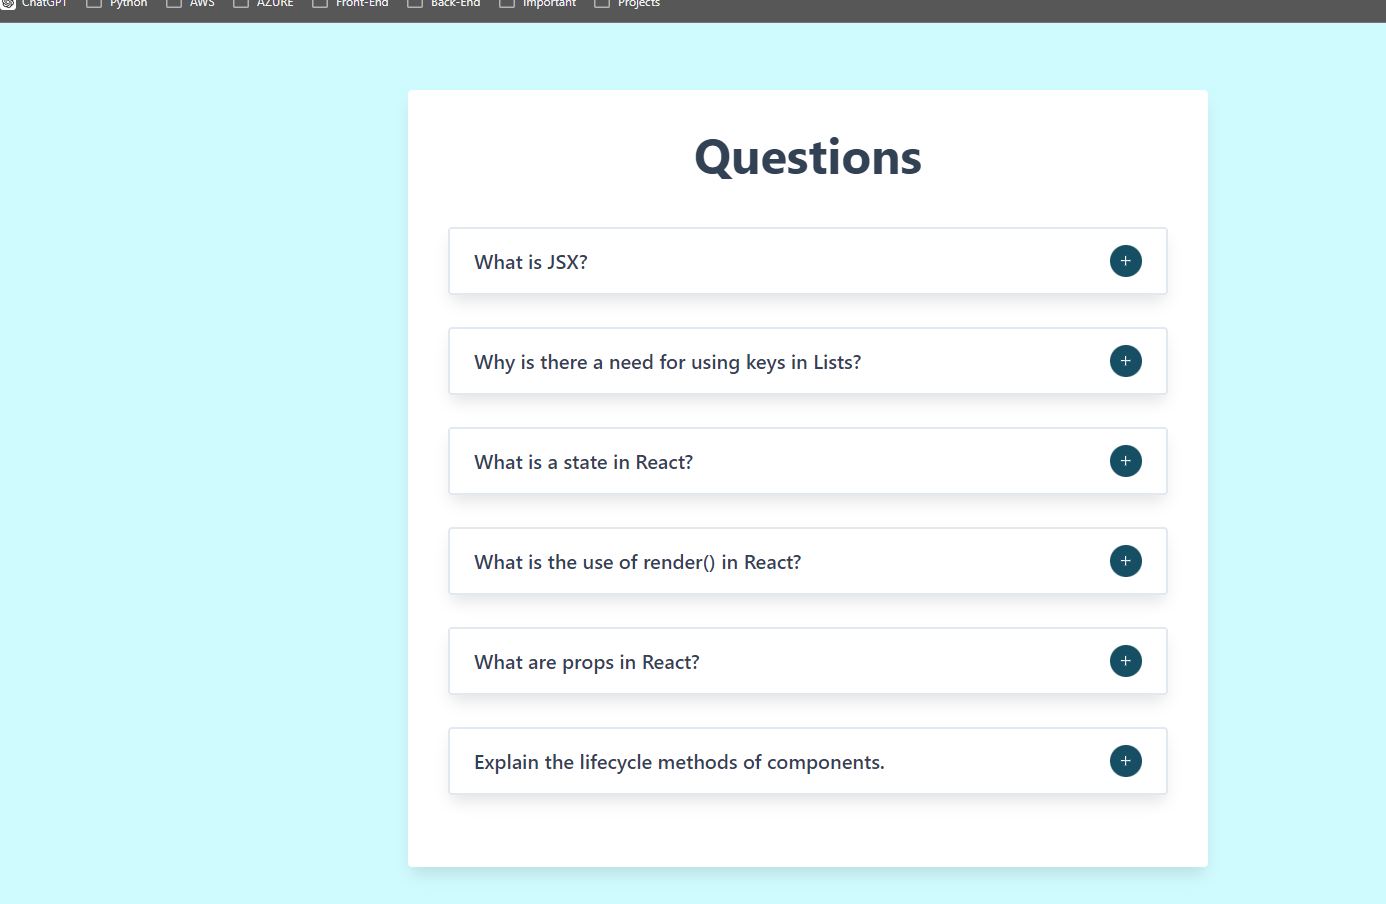 ChatGPT Python AWS AZURE Front-End Back-End Important Projects
Questions
What is JSX?
+
Why is there a need for using keys in Lists?
+
What is a state in React?
+
What is the use of render() in React?
+
What are props in React?
+
Explain the lifecycle methods of components.
+